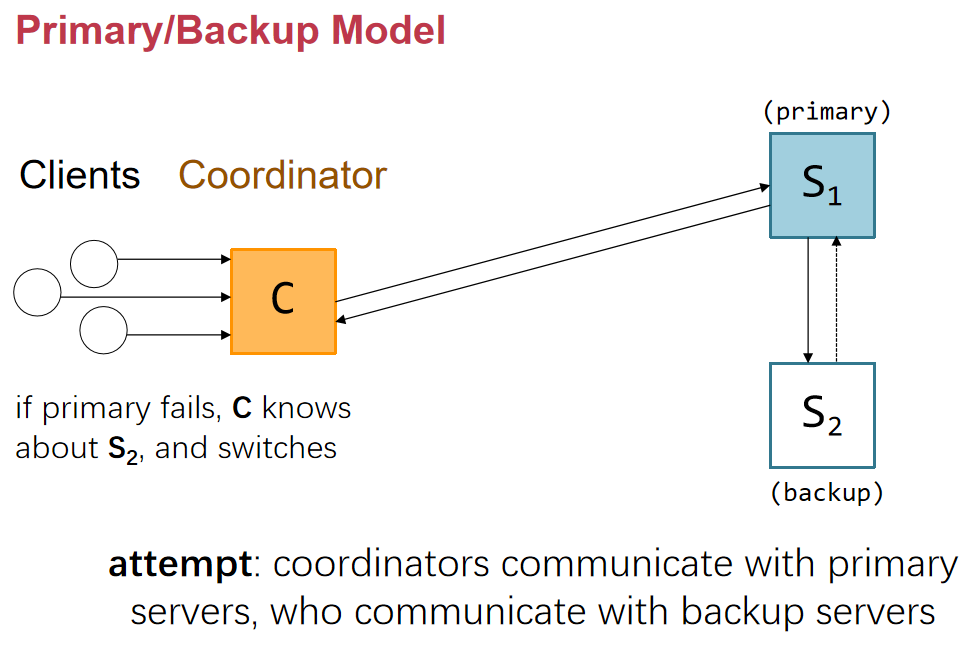 Primary/Backup Model
(primary)
Clients Coordinator
S1
C
if primary fails, C knows
about S2, and switches
S2
(backup)
attempt: coordinators communicate with primary
servers, who communicate with backup servers